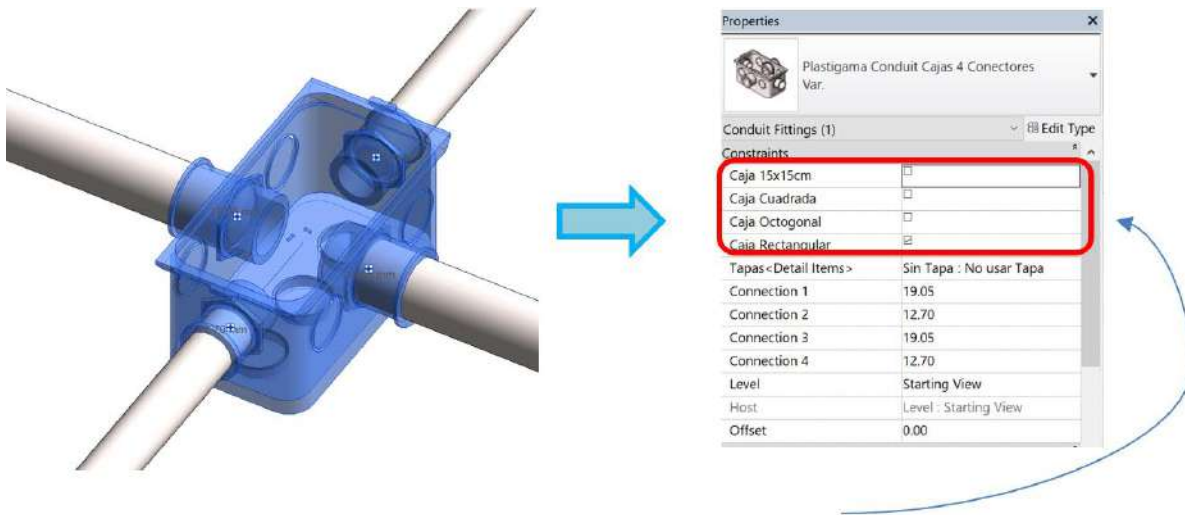 Properties
Plastigama Conduit Cajas 4 Conectores
Var.
Conduit Fittings (1)
Edit Type
Constraints
Caja 15x15cm
Caja Cuadrada
Caja Octogonal
Caja Rectangular
Tapas<Detail Items> Sin Tapa : No usar Tapa
Connection 1 19.05
Connection 2 12.70
Connection 3 19.05
Connection 4 12.70
Level Starting View
Host Level : Starting View
Offset 0.00